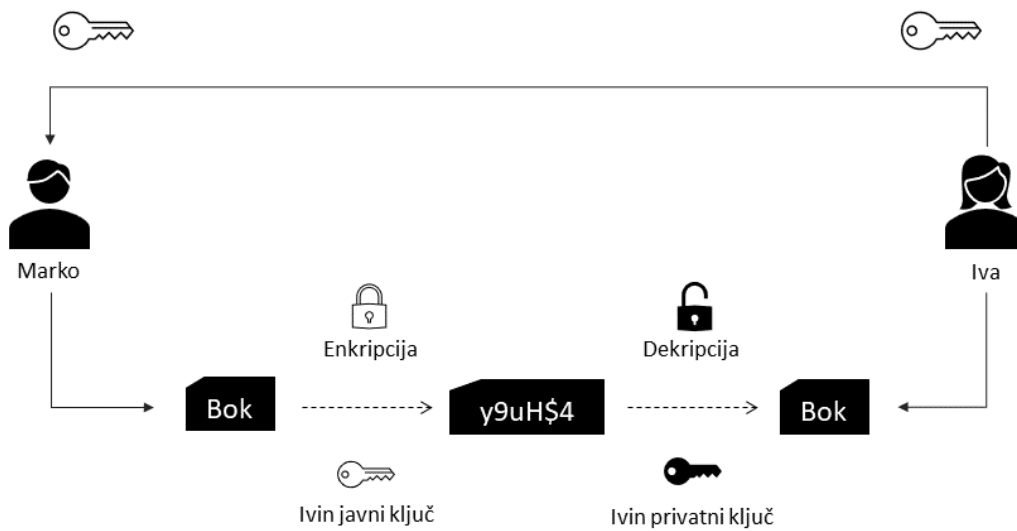 Marko
Iva
Enkripcija
Dekripcija
Bok
y9uH$4
Bok
Ivin javni ključ
Ivin privatni ključ